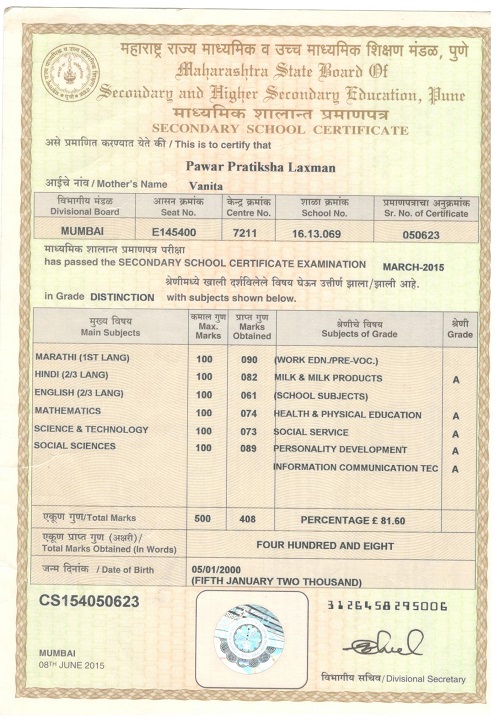 महाराष्ट्र राज्य माध्यमिक व उच्च माध्यमिक शिक्षण मंडळ, पुणे
Maharashtra State Board Of
Secondary and Higher Secondary Education, Pune
माध्यमिक शालान्त प्रमाणपत्र
SECONDARY SCHOOL CERTIFICATE
असे प्रमाणित करण्यात येते की / This is to certify that
Pawar Pratiksha Laxman
आईचे नांव / Mother's Name Vanita
विभागीय मंडळ आसन क्रमांक केन्द्र क्रमांक शाळा क्रमांक प्रमाणपत्राचा अनुक्रमांक
Divisional Board Seat No. Centre No. School No. Sr. No. of Certificate
MUMBAI E145400 7211 16.13.069 050623
माध्यमिक शालान्त प्रमाणपत्र परीक्षा
has passed the SECONDARY SCHOOL CERTIFICATE EXAMINATION MARCH-2015
श्रेणीमध्ये खाली दर्शविलेले विषय घेऊन उत्तीर्ण झाला/झाली आहे.
in Grade DISTINCTION with subjects shown below.
मुख्य विषय कमाल गुण प्राप्त गुण श्रेणीचे विषय श्रेणी
Main Subjects Max. Marks Marks Obtained Subjects of Grade Grade
MARATHI (1ST LANG) 100 090 (WORK EDN./PRE-VOC.)
HINDI (2/3 LANG) 100 082 MILK & MILK PRODUCTS A
ENGLISH (2/3 LANG) 100 061 (SCHOOL SUBJECTS)
MATHEMATICS 100 074 HEALTH & PHYSICAL EDUCATION A
SCIENCE & TECHNOLOGY 100 073 SOCIAL SERVICE A
SOCIAL SCIENCES 100 089 PERSONALITY DEVELOPMENT A
INFORMATION COMMUNICATION TEC A
एकूण गुण/Total Marks 500 408 PERCENTAGE £ 81.60
एकूण प्राप्त गुण (अक्षरी)/
Total Marks Obtained (in Words) FOUR HUNDRED AND EIGHT
जन्म दिनांक / Date of Birth 05/01/2000
(FIFTH JANUARY TWO THOUSAND)
CS154050623
3126458295006
MUMBAI
08TH JUNE 2015
विभागीय सचिव/Divisional Secretary